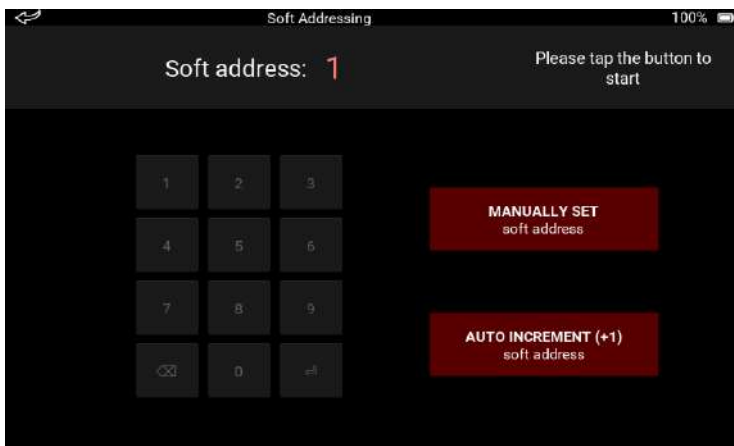 Soft Addressing
100%
Soft address: 1
Please tap the button to
start
1 2 3
4 5 6
7 8 9
0
MANUALLY SET
soft address
AUTO INCREMENT (+1)
soft address